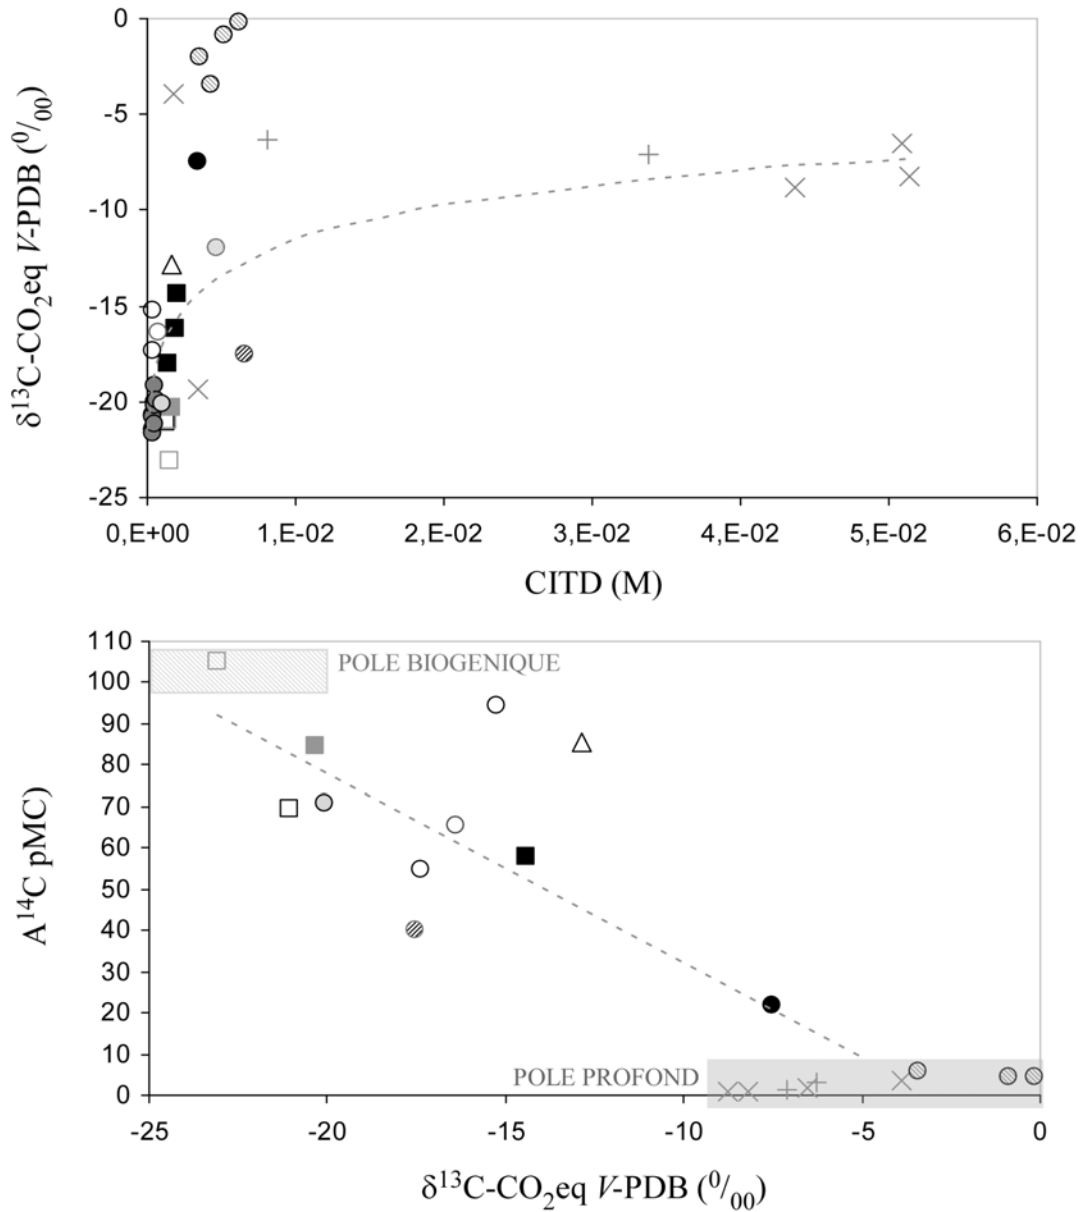 0
-5
-10
-15
-20
-25
δ13C-CO2eq V-PDB (0/00)
0,E+00 1,E-02 2,E-02 3,E-02 4,E-02 5,E-02 6,E-02
CITD (M)
110
100
90
80
70
60
50
40
30
20
10
0
A14C pMC
POLE BIOGENIQUE
POLE PROFOND
-25 -20 -15 -10 -5 0
δ13C-CO2eq V-PDB (0/00)